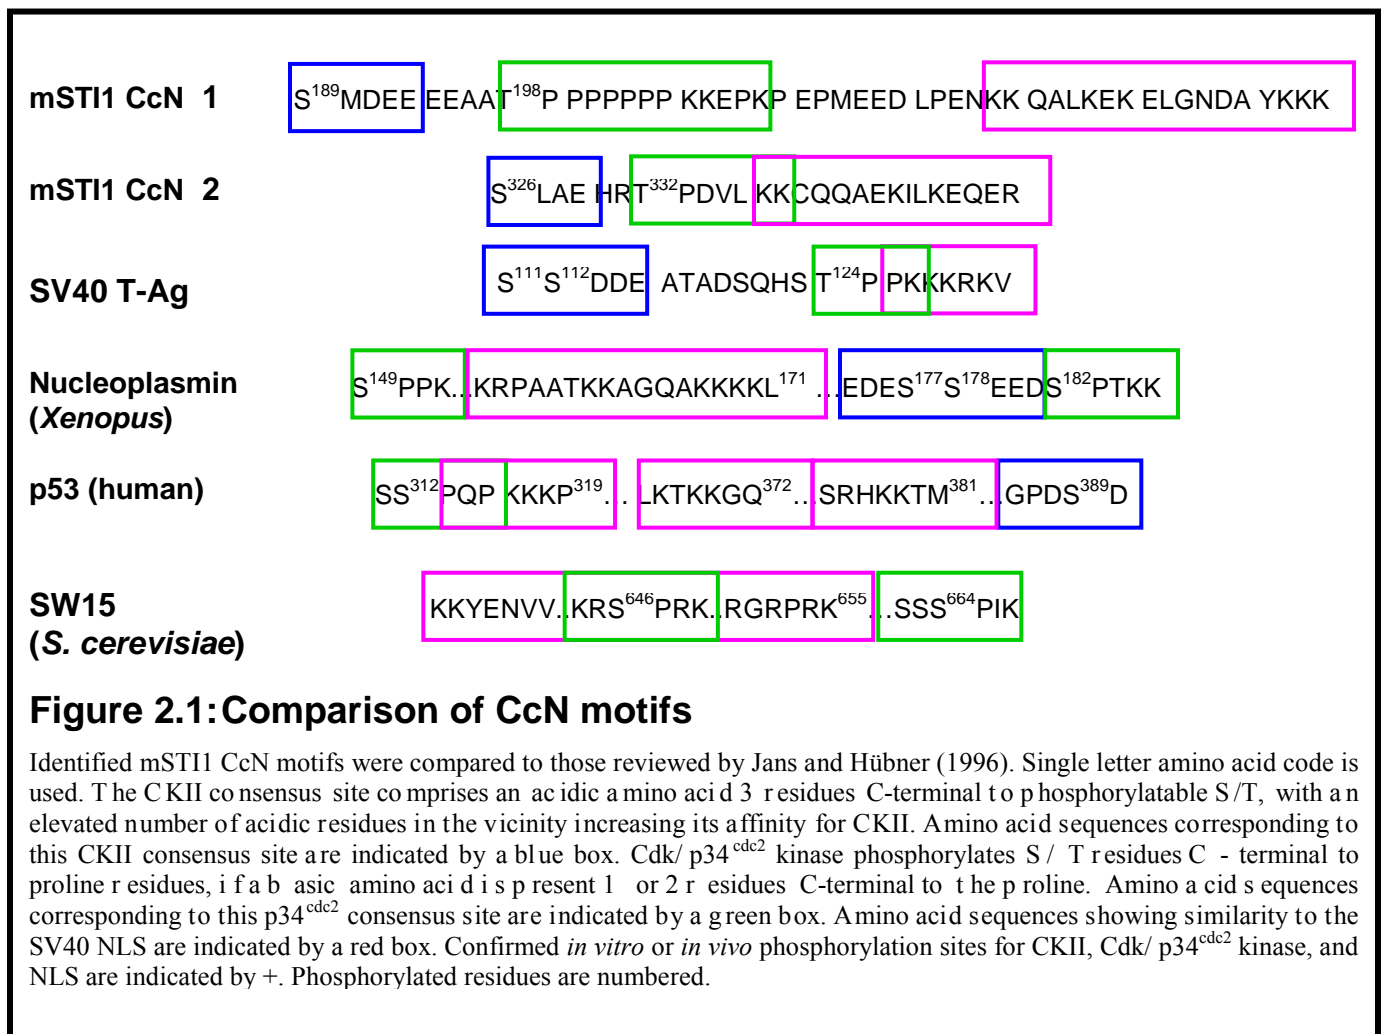 mSTI1 CcN 1 S189MDEE EEAAT198P PPPPPP KKEPKP EPMEED LPENKK QALKEK ELGNDA YKKK
mSTI1 CcN 2 S326LAE HRT332PDVL KKCQQAEKILKEQER
SV40 T-Ag S111S112DDE ATADSQHS T124P PKKKRKV
Nucleoplasmin S149PPK...KRPAATKKAGQAKKKKL171 ...EDES177S178EEDS182PTKK
(Xenopus)
p53 (human) SS312PQP KKKP319... LKTKKGQ372...SRHKKTM381...GPDS389D
SW15 KKYENVV..KRS646PRK..RGRPRK655...SSS664PIK
(S. cerevisiae)
Figure 2.1: Comparison of CcN motifs
Identified mSTI1 CcN motifs were compared to those reviewed by Jans and Hübner (1996). Single letter amino acid code is
used. The CKII consensus site comprises an acidic amino acid 3 residues C-terminal to phosphorylatable S/T, with an
elevated number of acidic residues in the vicinity increasing its affinity for CKII. Amino acid sequences corresponding to
this CKII consensus site are indicated by a blue box. Cdk/ p34cdc2 kinase phosphorylates S/ T residues C - terminal to
proline residues, if a basic amino acid is present 1 or 2 residues C-terminal to the proline. Amino acid sequences
corresponding to this p34cdc2 consensus site are indicated by a green box. Amino acid sequences showing similarity to the
SV40 NLS are indicated by a red box. Confirmed in vitro or in vivo phosphorylation sites for CKII, Cdk/ p34cdc2 kinase, and
NLS are indicated by +. Phosphorylated residues are numbered.